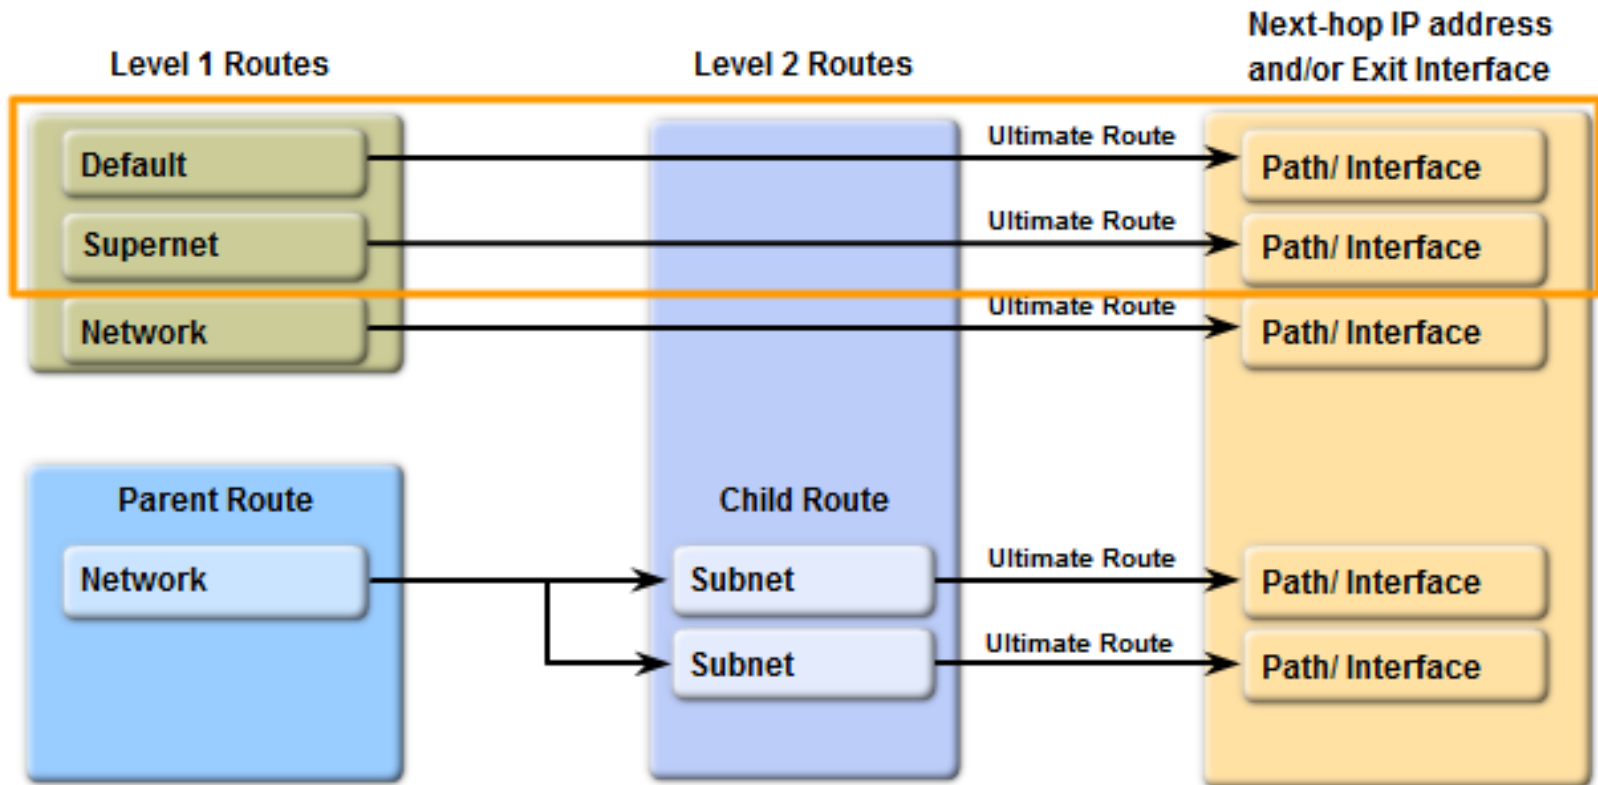 Level 1 Routes
Level 2 Routes
Next-hop IP address
and/or Exit Interface
Default
Ultimate Route
Path/ Interface
Supernet
Ultimate Route
Path/ Interface
Network
Ultimate Route
Path/ Interface
Parent Route
Child Route
Network
Subnet
Ultimate Route
Path/ Interface
Subnet
Ultimate Route
Path/ Interface